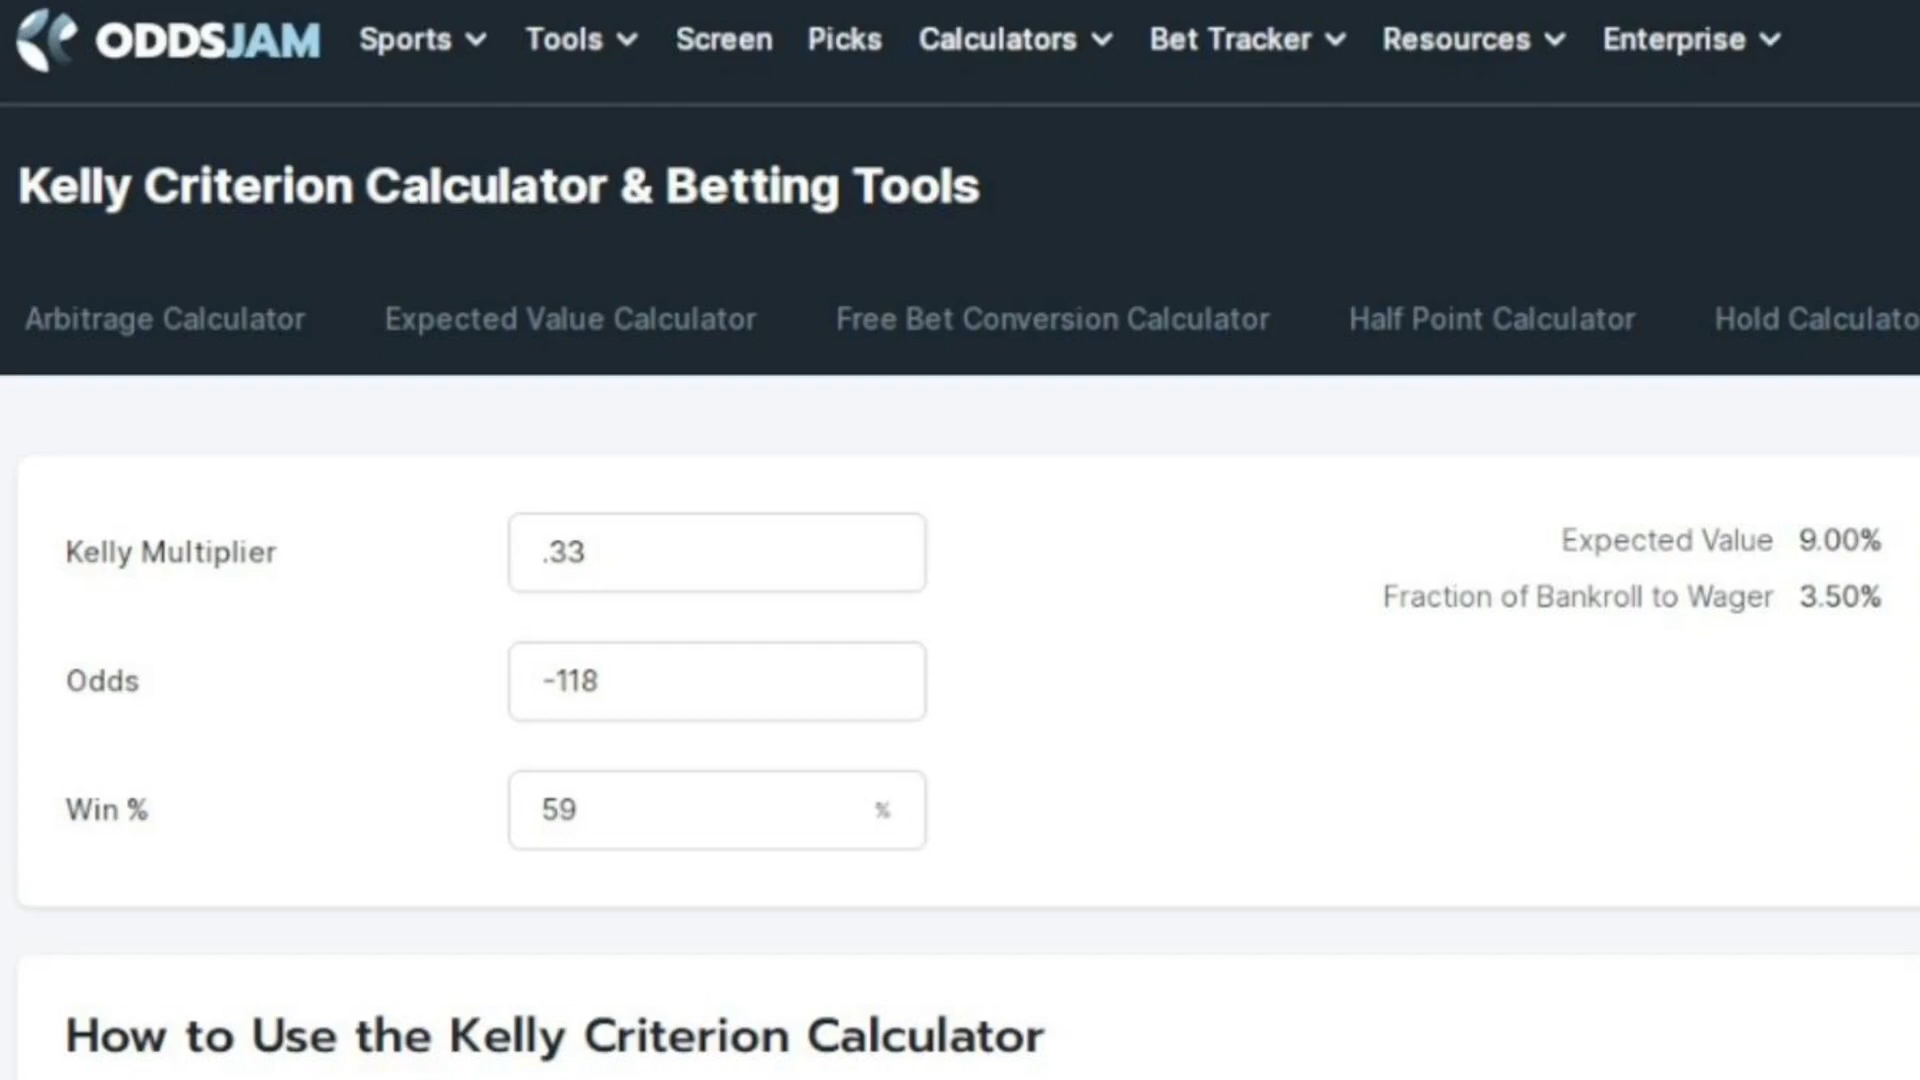 ODDSJAM Sports Tools Screen Picks Calculators Bet Tracker Resources Enterprise
Kelly Criterion Calculator & Betting Tools
Arbitrage Calculator Expected Value Calculator Free Bet Conversion Calculator Half Point Calculator Hold Calculato
Kelly Multiplier .33
Expected Value 9.00%
Fraction of Bankroll to Wager 3.50%
Odds -118
Win % 59 %
How to Use the Kelly Criterion Calculator